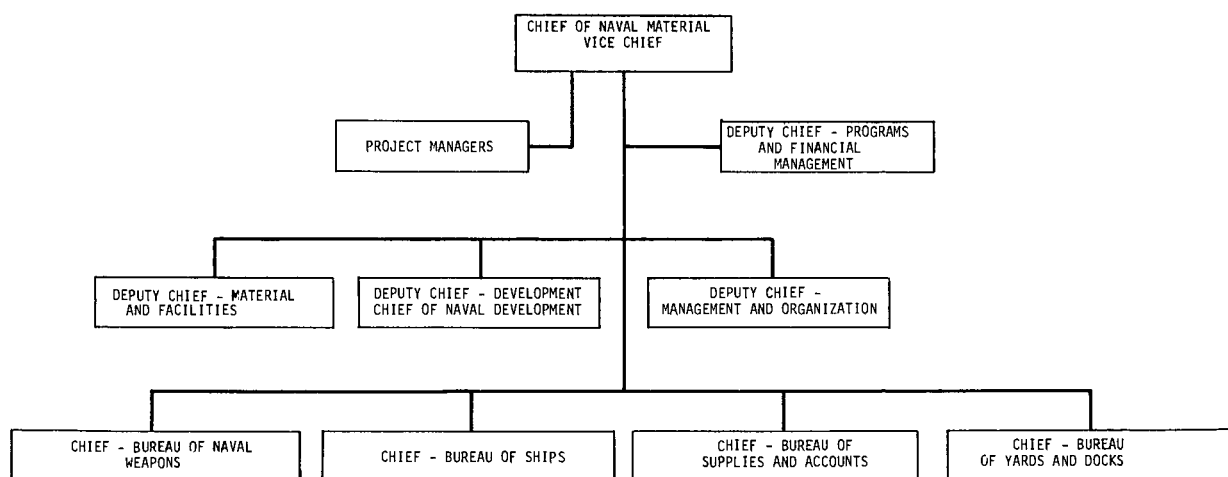 CHIEF OF NAVAL MATERIAL
VICE CHIEF
PROJECT MANAGERS
DEPUTY CHIEF - PROGRAMS
AND FINANCIAL
MANAGEMENT
DEPUTY CHIEF - MATERIAL
AND FACILITIES
DEPUTY CHIEF - DEVELOPMENT
CHIEF OF NAVAL DEVELOPMENT
DEPUTY CHIEF -
MANAGEMENT AND ORGANIZATION
CHIEF - BUREAU OF NAVAL
WEAPONS
CHIEF - BUREAU OF SHIPS
CHIEF - BUREAU OF
SUPPLIES AND ACCOUNTS
CHIEF - BUREAU
OF YARDS AND DOCKS